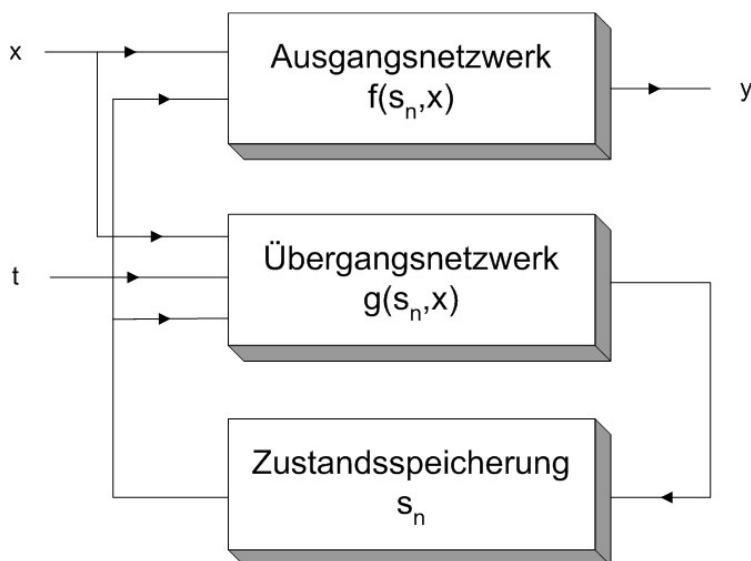 x
Ausgangsnetzwerk
f(sₙ,x)
y
Übergangsnetzwerk
g(sₙ,x)
t
Zustandsspeicherung
sₙ